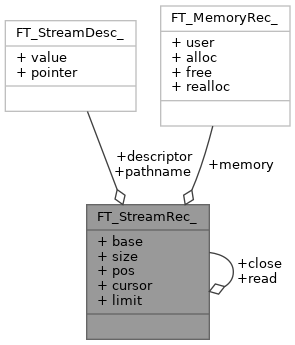 FT_StreamDesc_
+ value
+ pointer
FT_MemoryRec_
+ user
+ alloc
+ free
+ realloc
+descriptor
+pathname
+memory
FT_StreamRec_
+ base
+ size
+ pos
+ cursor
+ limit
+close
+read